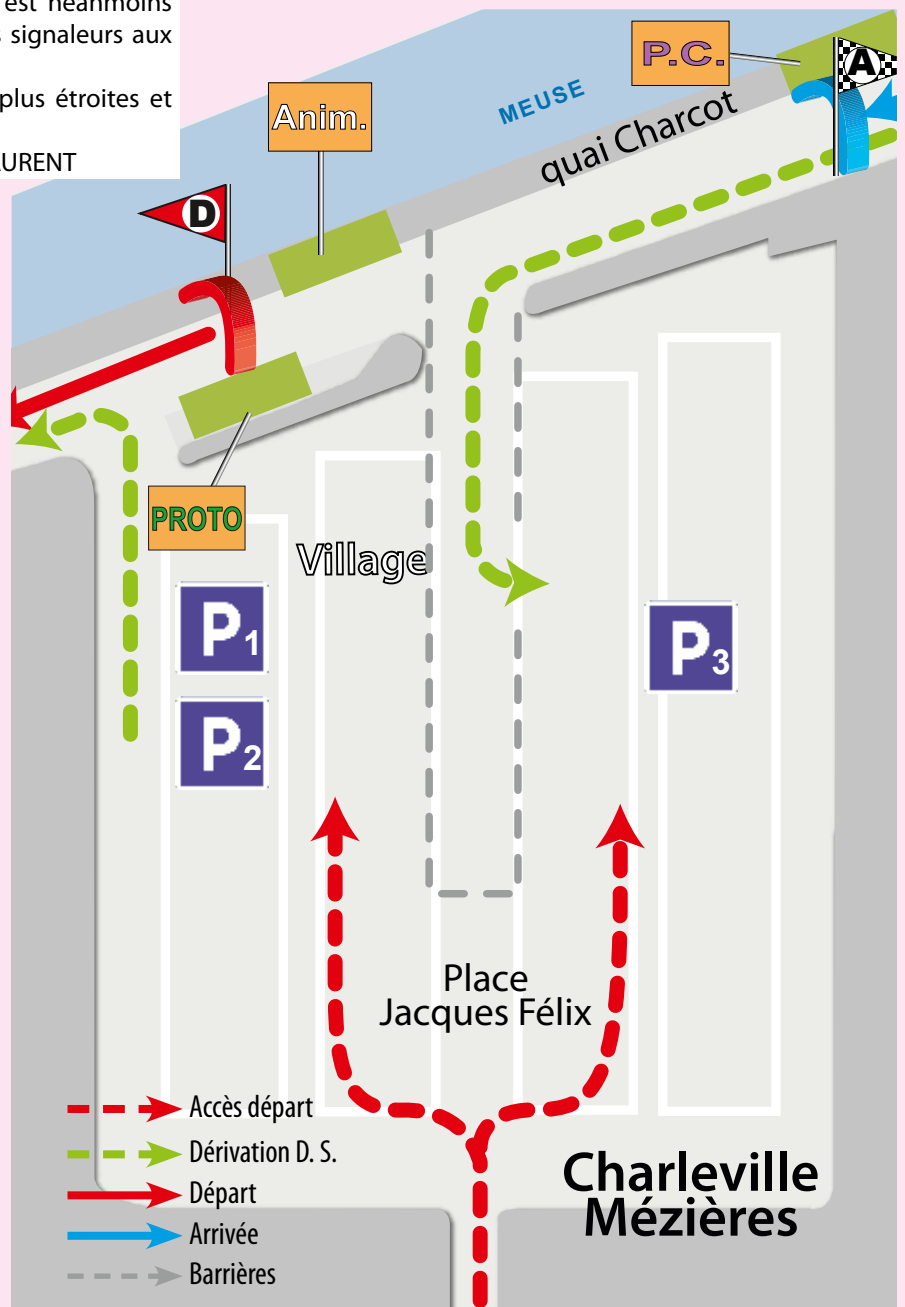 est néanmoins
s signaleurs aux
plus étroites et
URENT
P.C.
A
MEUSE
Anim.
quai Charcot
D
PROTO
Village
P1
P2
P3
Place
Jacques Félix
Accès départ
Dérivation D. S.
Départ
Arrivée
Barrières
Charleville
Mézières